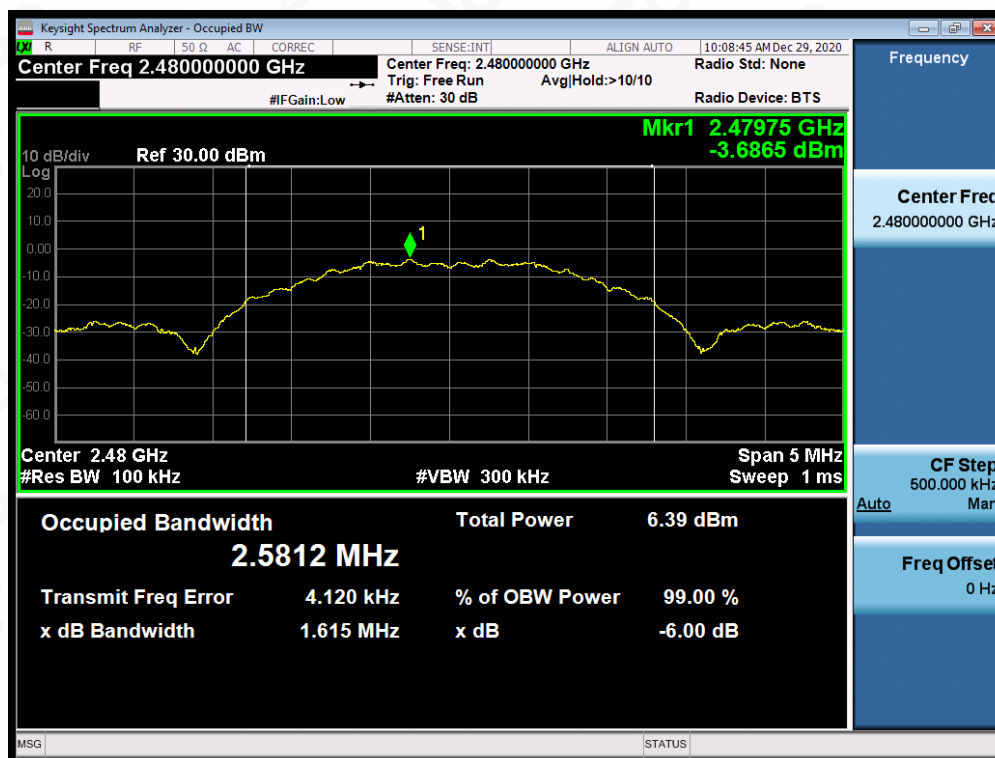 Keysight Spectrum Analyzer - Occupied BW
LXI R RF 50 Ω AC CORREC SENSE:INT ALIGN AUTO 10:08:45 AM Dec 29, 2020
Center Freq 2.480000000 GHz
Center Freq: 2.480000000 GHz
Radio Std: None
Trig: Free Run Avg|Hold:>10/10
#IFGain:Low
#Atten: 30 dB
Radio Device: BTS
Mkr1 2.47975 GHz
-3.6865 dBm
10 dB/div Ref 30.00 dBm
Log
20.0
10.0
0.00
-10.0
-20.0
-30.0
-40.0
-50.0
-60.0
1
Center 2.48 GHz Span 5 MHz
#Res BW 100 kHz #VBW 300 kHz Sweep 1 ms
Occupied Bandwidth
2.5812 MHz
Total Power 6.39 dBm
Transmit Freq Error 4.120 kHz % of OBW Power 99.00 %
x dB Bandwidth 1.615 MHz x dB -6.00 dB
MSG STATUS
Frequency
Center Freq
2.480000000 GHz
CF Step
500.000 kHz
Auto Man
Freq Offset
0 Hz